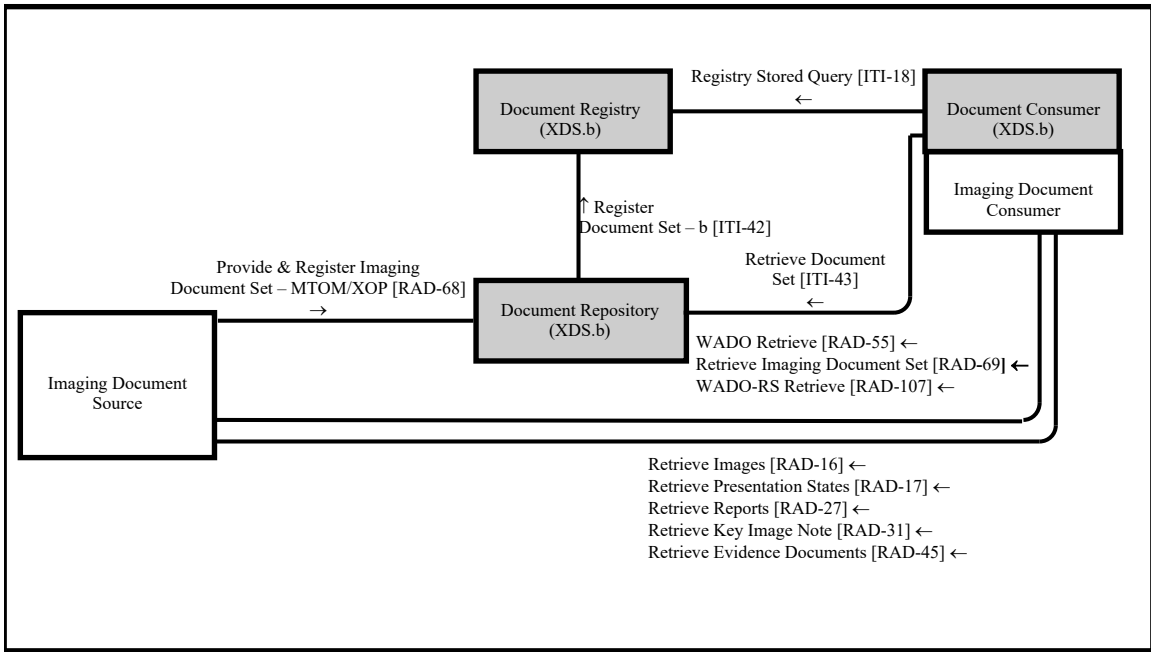 Registry Stored Query [ITI-18]
←
Document Registry
(XDS.b)
Document Consumer
(XDS.b)
Imaging Document
Consumer
↑ Register
Document Set – b [ITI-42]
Provide & Register Imaging
Document Set – MTOM/XOP [RAD-68]
→
Retrieve Document
Set [ITI-43]
←
Document Repository
(XDS.b)
WADO Retrieve [RAD-55] ←
Retrieve Imaging Document Set [RAD-69] ←
WADO-RS Retrieve [RAD-107] ←
Imaging Document
Source
Retrieve Images [RAD-16] ←
Retrieve Presentation States [RAD-17] ←
Retrieve Reports [RAD-27] ←
Retrieve Key Image Note [RAD-31] ←
Retrieve Evidence Documents [RAD-45] ←